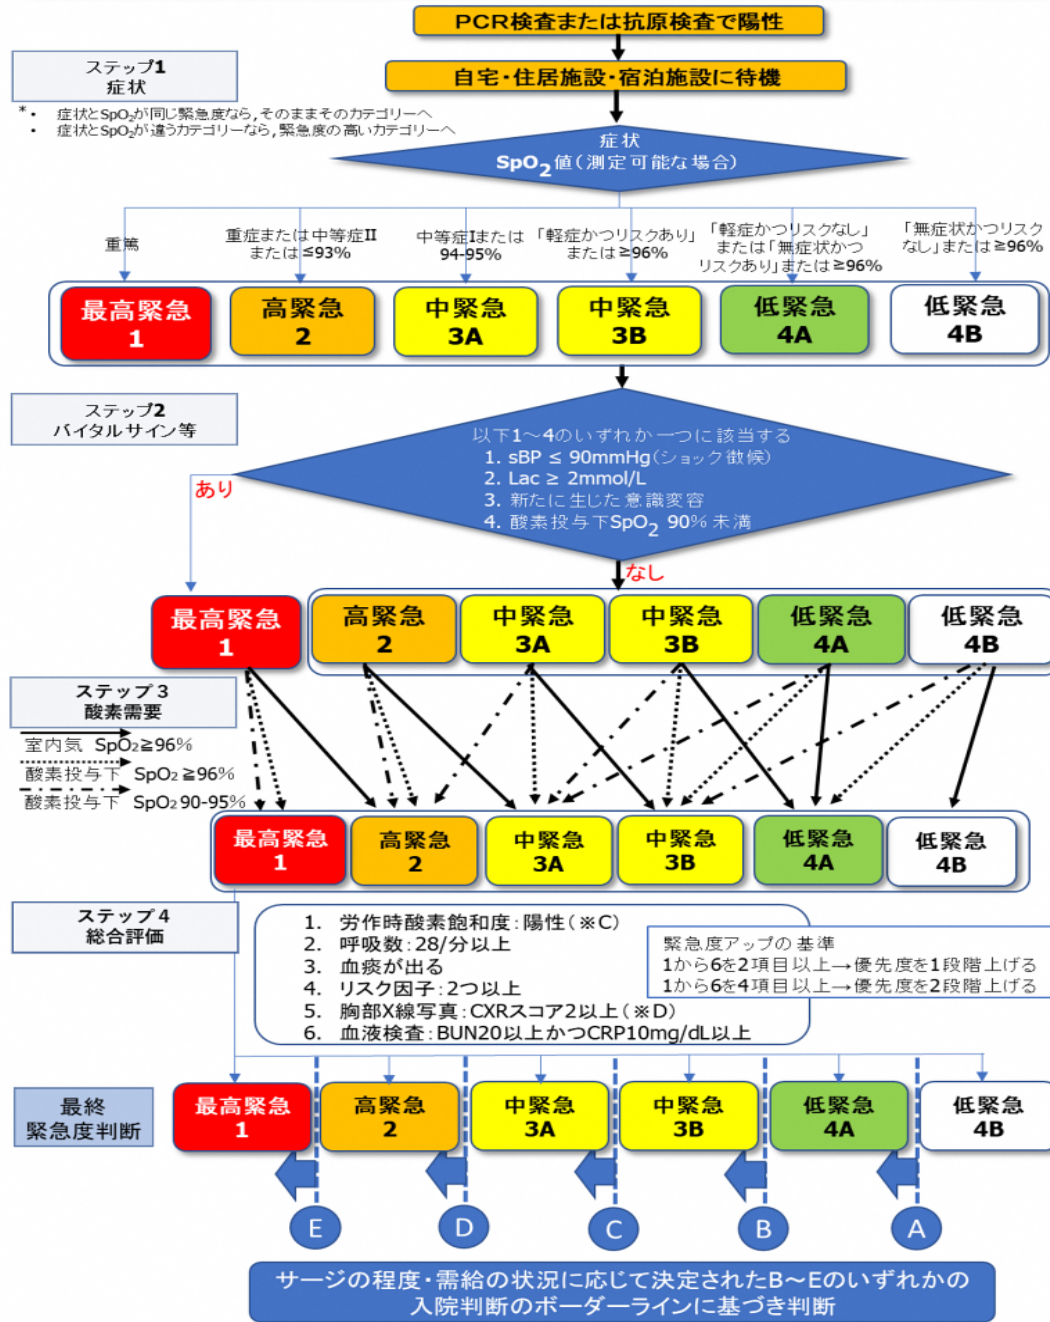 PCR検査または抗原検査で陽性
ステップ1
症状
自宅・住居施設・宿泊施設に待機
*・ 症状とSpO₂が同じ緊急度なら,そのままそのカテゴリーへ
・ 症状とSpO₂が違うカテゴリーなら,緊急度の高いカテゴリーへ
症状
SpO₂値(測定可能な場合)
重篤
重症または中等症II
または≦93%
中等症Iまたは
94-95%
「軽症かつリスクあり」
または≧96%
「軽症かつリスクなし」
または「無症状かつ
リスクあり」または≧96%
「無症状かつリスク
なし」または≧96%
最高緊急
1
高緊急
2
中緊急
3A
中緊急
3B
低緊急
4A
低緊急
4B
ステップ2
バイタルサイン等
以下1~4のいずれか一つに該当する
1. sBP ≤ 90mmHg(ショック徴候)
2. Lac ≥ 2mmol/L
3. 新たに生じた意識変容
4. 酸素投与下SpO₂ 90%未満
あり
なし
最高緊急
1
高緊急
2
中緊急
3A
中緊急
3B
低緊急
4A
低緊急
4B
ステップ3
酸素需要
室内気 SpO₂≧96%
酸素投与下 SpO₂≧96%
酸素投与下 SpO₂90-95%
最高緊急
1
高緊急
2
中緊急
3A
中緊急
3B
低緊急
4A
低緊急
4B
ステップ4
総合評価
1. 労作時酸素飽和度:陽性(※C)
2. 呼吸数:28/分以上
3. 血痰が出る
4. リスク因子:2つ以上
5. 胸部X線写真:CXRスコア2以上(※D)
6. 血液検査:BUN20以上かつCRP10mg/dL以上
緊急度アップの基準
1から6を2項目以上→優先度を1段階上げる
1から6を4項目以上→優先度を2段階上げる
最終
緊急度判断
最高緊急
1
高緊急
2
中緊急
3A
中緊急
3B
低緊急
4A
低緊急
4B
E
D
C
B
A
サージの程度・需給の状況に応じて決定されたB~Eのいずれかの
入院判断のボーダーラインに基づき判断